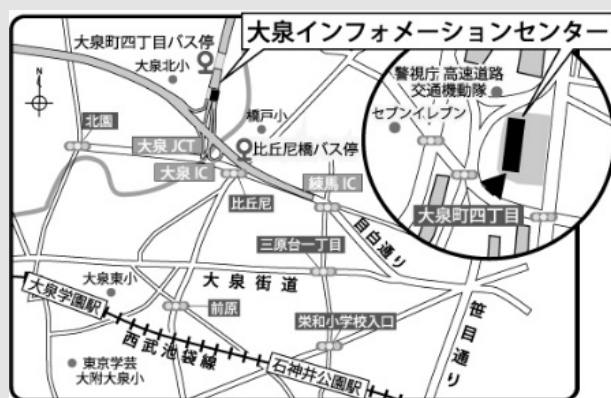 大泉インフォメーションセンター
大泉町四丁目バス停
大泉北小
N
警視庁 高速道路
交通機動隊
セブンイレブン
北園
橋戸小
大泉 JCT
比丘尼橋バス停
大泉 IC
練馬 IC
比丘尼
大泉町四丁目
目白通り
三原台一丁目
大泉東小
大泉街道
大泉学園駅
前原
笹目通り
栄和小学校入口
西武池袋線
石神井公園駅
東京学芸
大附大泉小